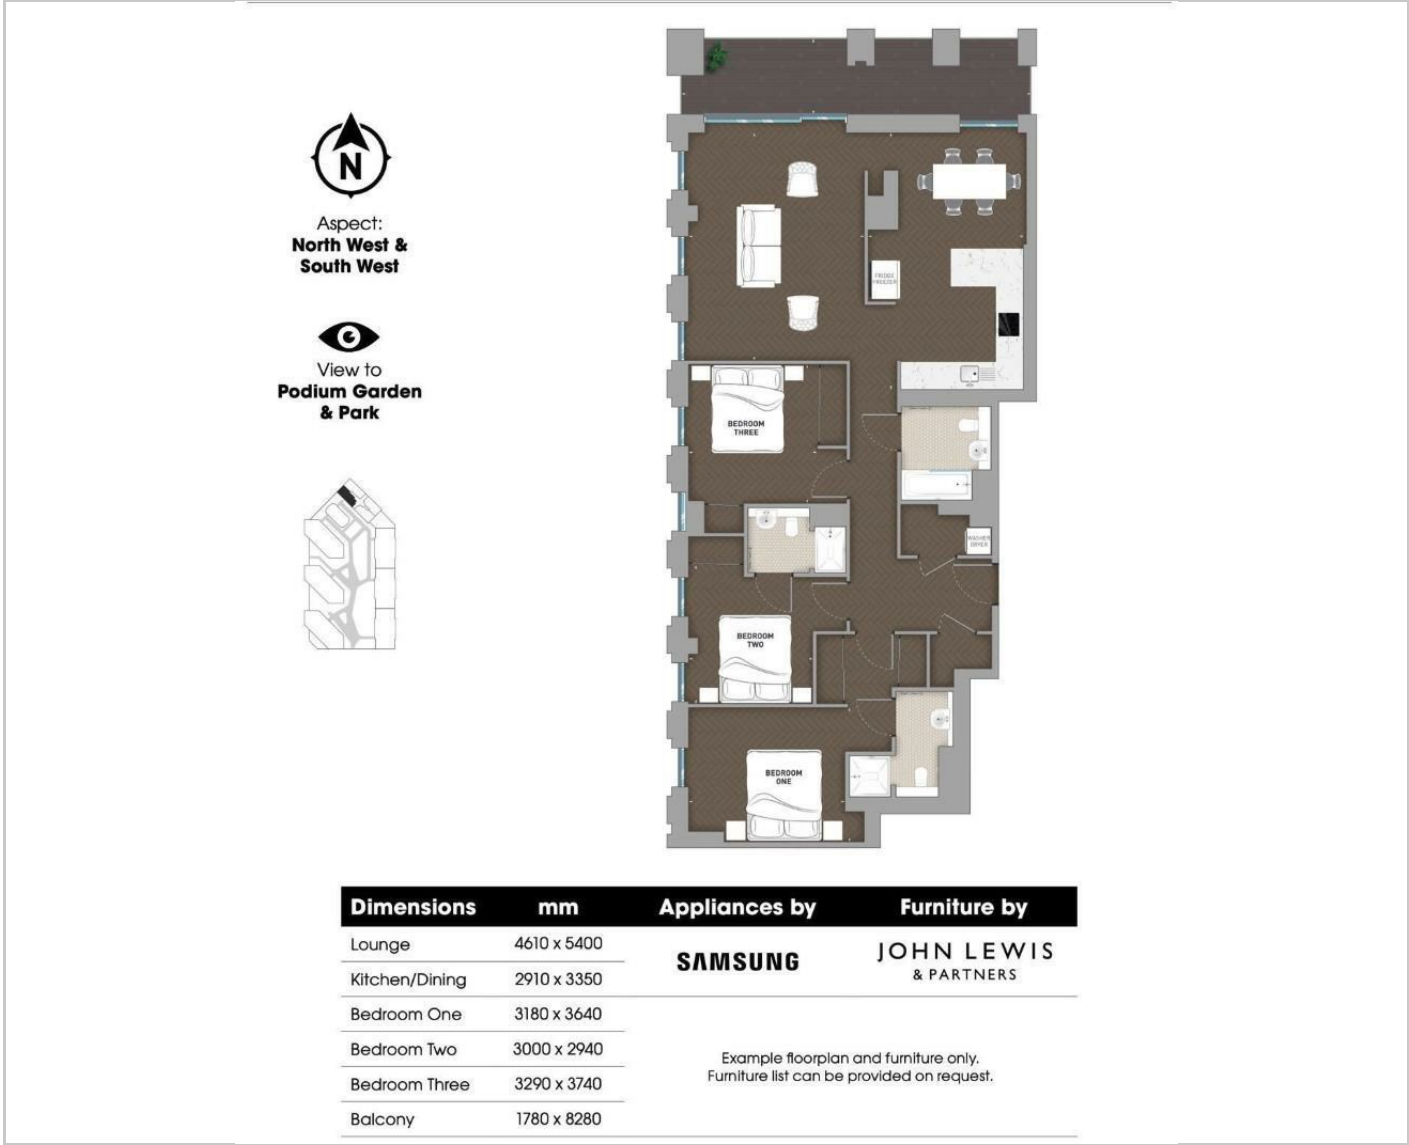 N
Aspect:
North West &
South West
View to
Podium Garden
& Park
FRIDGE
FREEZER
BEDROOM
THREE
WASHER
DRYER
BEDROOM
TWO
BEDROOM
ONE
Dimensions mm Appliances by Furniture by
Lounge 4610 x 5400
Kitchen/Dining 2910 x 3350
Bedroom One 3180 x 3640
Bedroom Two 3000 x 2940
Bedroom Three 3290 x 3740
Balcony 1780 x 8280
SAMSUNG
JOHN LEWIS
& PARTNERS
Example floorplan and furniture only.
Furniture list can be provided on request.